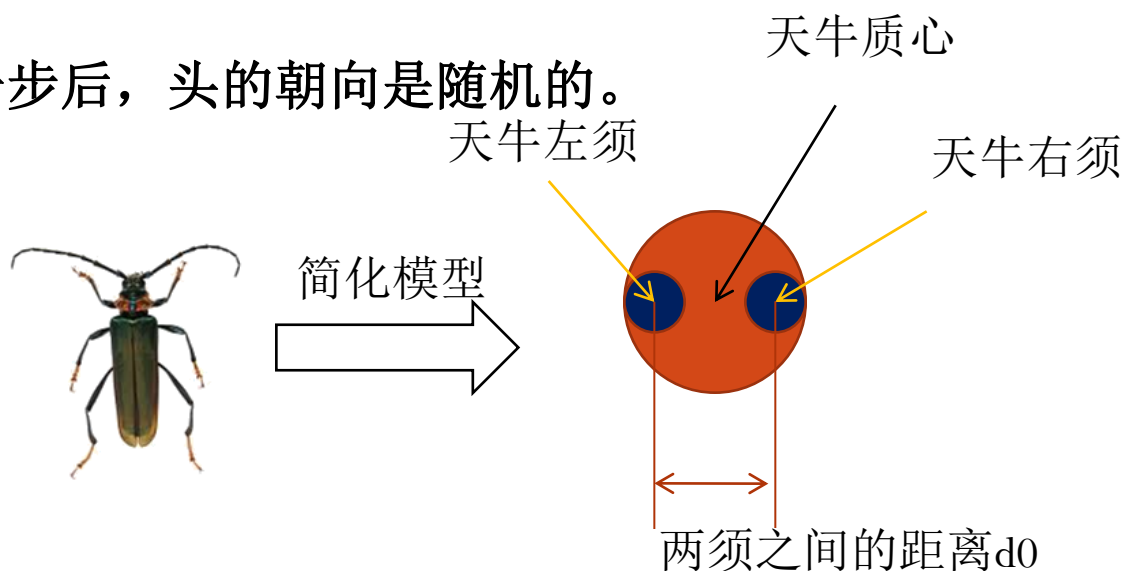 天牛质心
步后，头的朝向是随机的。
天牛左须
天牛右须
简化模型
两须之间的距离d0